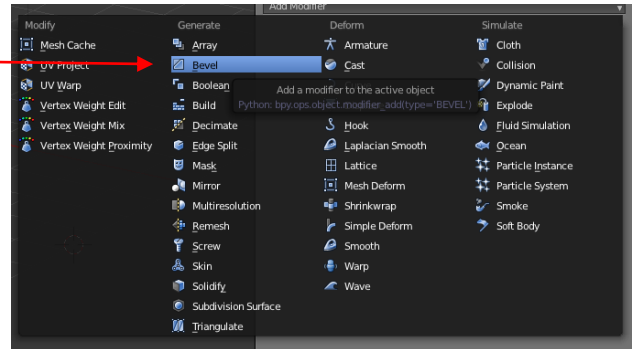 Add Modifier
Modify
Mesh Cache
UV Project
UV Warp
Vertex Weight Edit
Vertex Weight Mix
Vertex Weight Proximity
Generate
Array
Bevel
Boolean
Build
Decimate
Edge Split
Mask
Mirror
Multiresolution
Remesh
Screw
Skin
Solidify
Subdivision Surface
Triangulate
Deform
Armature
Cast
Add a modifier to the active object
Python: bpy.ops.object.modifier_add(type='BEVEL')
Hook
Laplacian Smooth
Lattice
Mesh Deform
Shrinkwrap
Simple Deform
Smooth
Warp
Wave
Simulate
Cloth
Collision
Dynamic Paint
Explode
Fluid Simulation
Ocean
Particle Instance
Particle System
Smoke
Soft Body